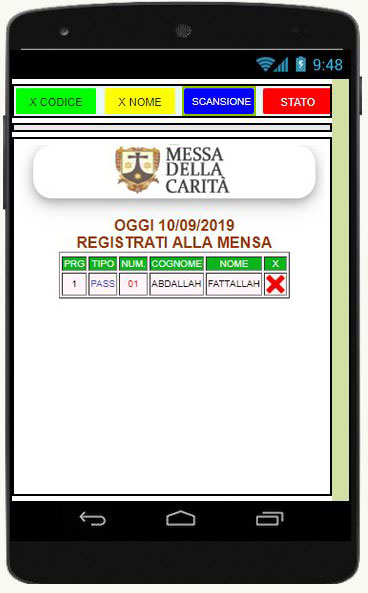 9:48
X CODICE X NOME SCANSIONE STATO
MESSA
DELLA
CARITÀ
OGGI 10/09/2019
REGISTRATI ALLA MENSA
PRG TIPO NUM. COGNOME NOME X
1 PASS 01 ABDALLAH FATTALLAH